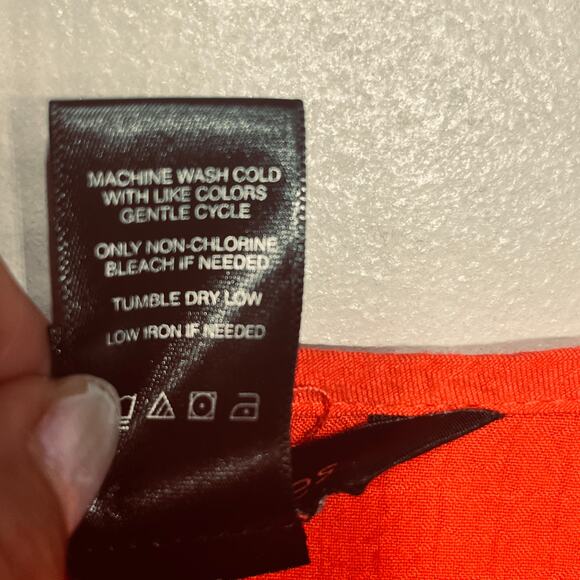 MACHINE WASH COLD
WITH LIKE COLORS
GENTLE CYCLE
ONLY NON-CHLORINE
BLEACH IF NEEDED
TUMBLE DRY LOW
LOW IRON IF NEEDED